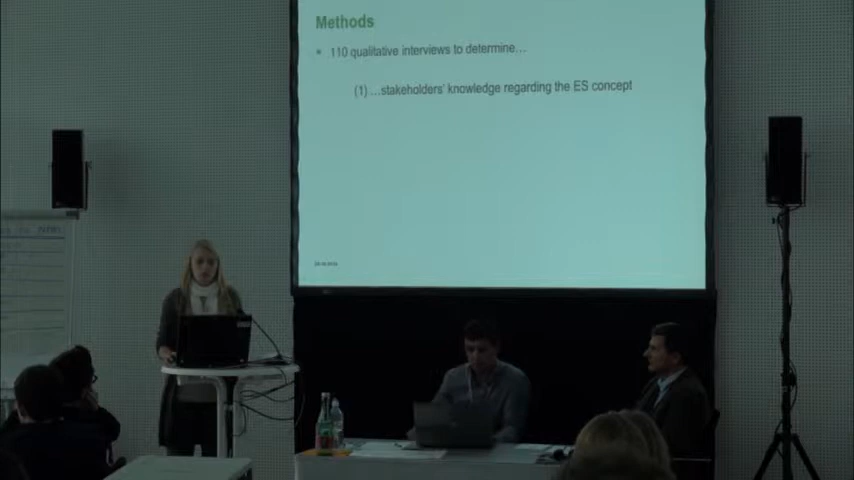 Methods
110 qualitative interviews to determine...
(1) ...stakeholders' knowledge regarding the ES concept